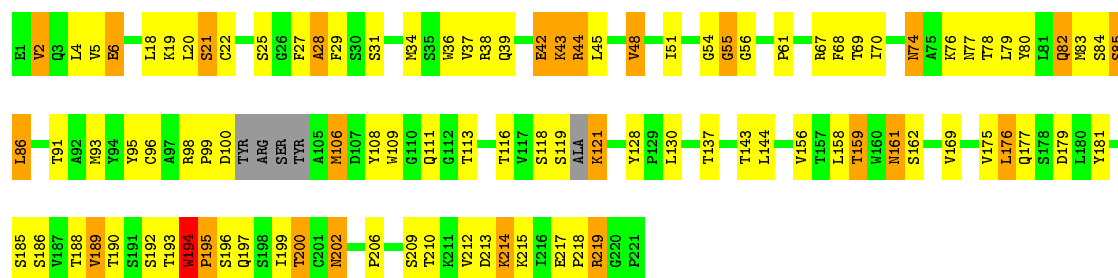 E1 V2 Q3 L4 V5 E6 L18 K19 L20 S21 C22 S25 G26 F27 A28 F29 S30 S31 M34 S35 W36 V37 R38 Q39 E42 K43 R44 L45 V48 I51 G54 G55 G56 P61 R67 F68 T69 I70 N74 A75 K76 N77 T78 L79 Y80 L81 Q82 M83 S84 S85
L86 T91 A92 M93 Y94 Y95 C96 A97 R98 P99 D100 TYR ARG SER TYR A105 M106 D107 Y108 W109 G110 Q111 G112 T113 T116 V117 S118 S119 ALA K121 Y128 P129 L130 T137 T143 L144 V156 T157 L158 T159 W160 N161 S162 V169 V175 L176 Q177 S178 D179 L180 Y181
S185 S186 V187 T188 V189 T190 S191 S192 T193 W194 P195 S196 Q197 S198 I199 T200 C201 N202 P206 S209 T210 K211 V212 D213 K214 K215 I216 E217 P218 R219 G220 P221